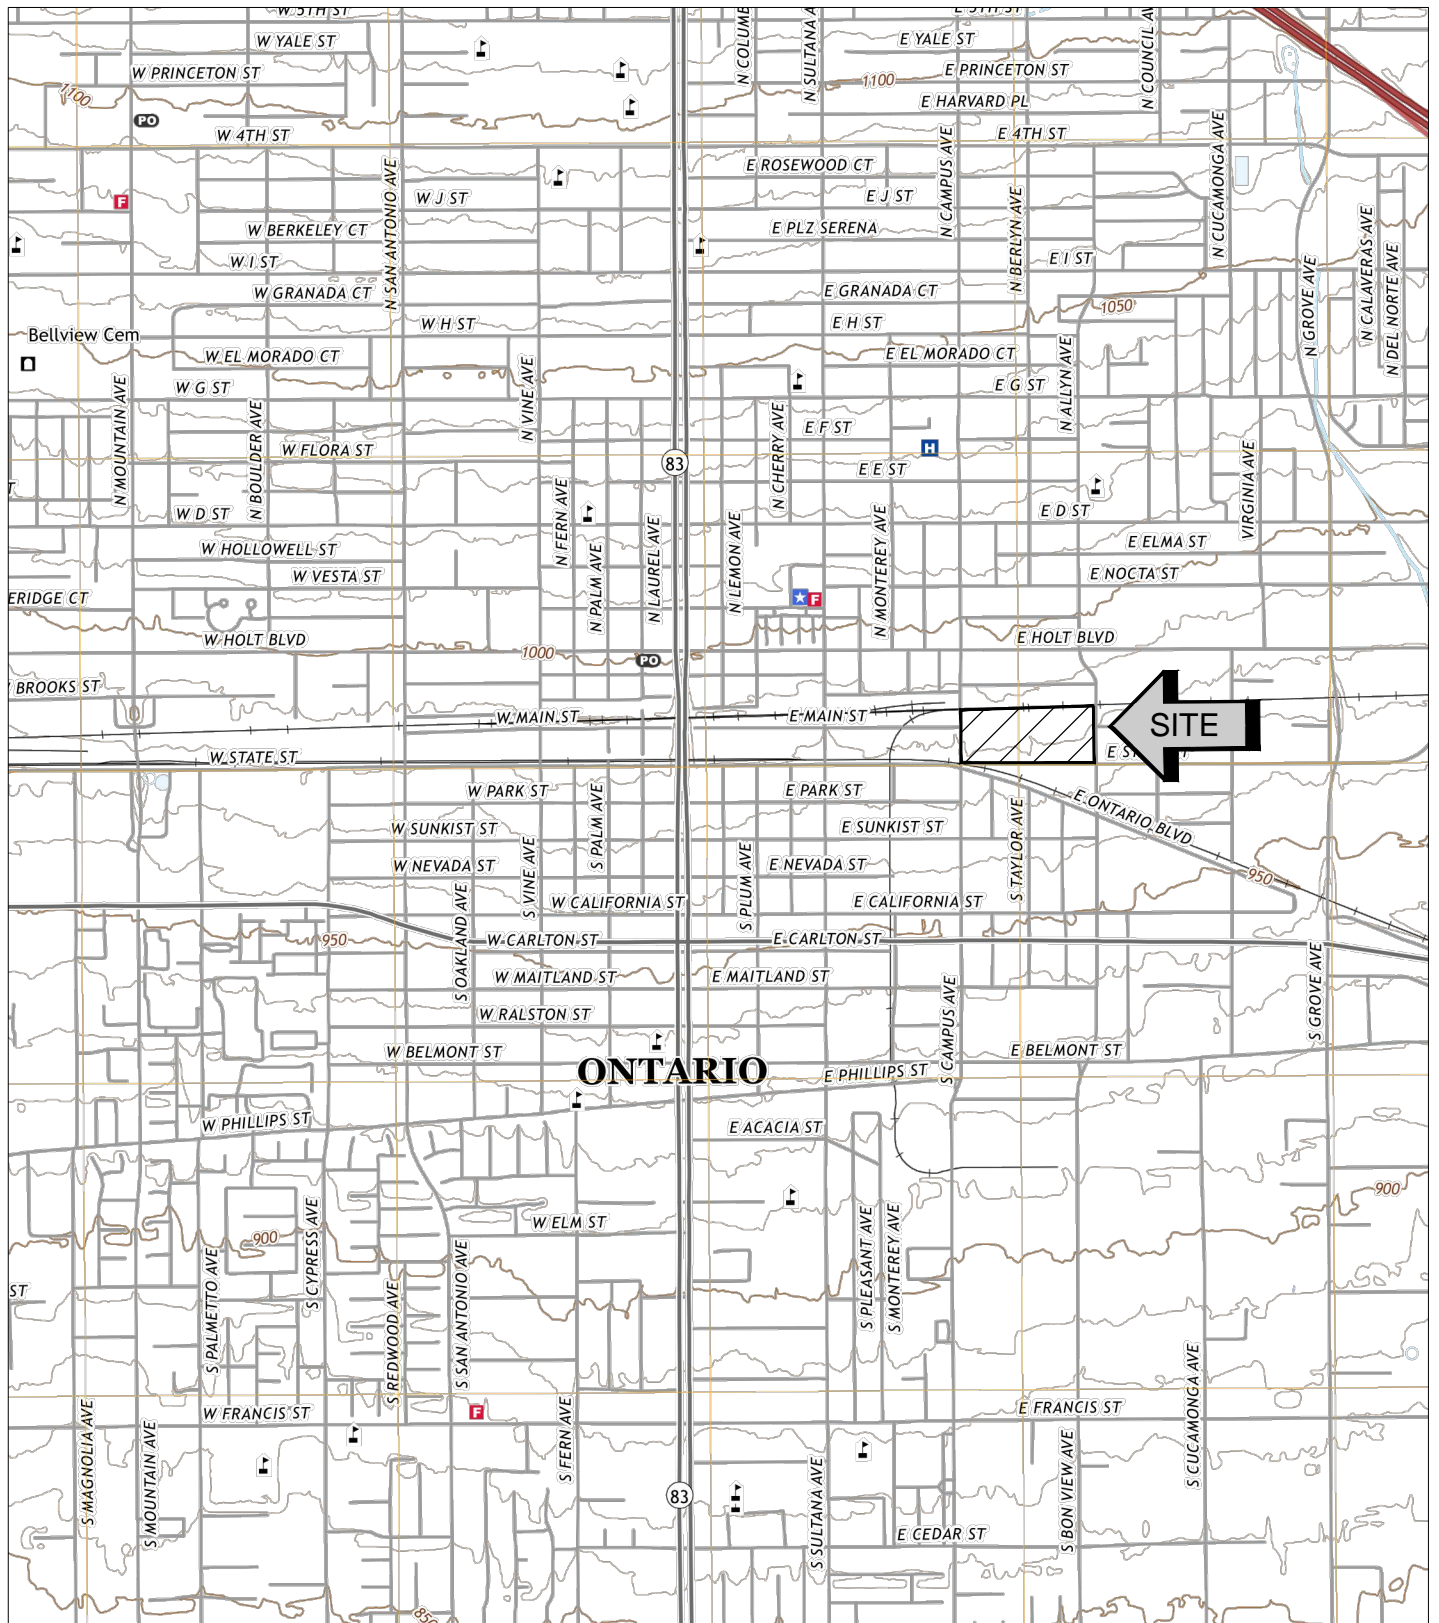 W 5TH ST
E 5TH ST
N COLUMB
N SULTANA A
N COUNCIL AV
W YALE ST
E YALE ST
W PRINCETON ST
E PRINCETON ST
1100
1100
E HARVARD PL
PO
W 4TH ST
E 4TH ST
N SAN ANTONIO AVE
N CAMPUS AVE
N CUCAMONGA AVE
E ROSEWOOD CT
F
W J ST
E J ST
N BERLYN AVE
W BERKELEY CT
E PLZ SERENA
N CALAVERAS AVE
N DEL NORTE AVE
W I ST
E I ST
N GROVE AVE
W GRANADA CT
E GRANADA CT
1050
W H ST
E H ST
Bellview Cem
N ALLYN AVE
W EL MORADO CT
E EL MORADO CT
N VINE AVE
N MOUNTAIN AVE
W G ST
E G ST
N BOULDER AVE
N CHERRY AVE
E F ST
W FLORA ST
H
VIRGINIA AVE
83
E E ST
T
N FERN AVE
W D ST
E D ST
N LAUREL AVE
N LEMON AVE
N MONTEREY AVE
N PALM AVE
W HOLLOWELL ST
E ELMA ST
W VESTA ST
E NOCTA ST
ERIDGE CT
F
W HOLT BLVD
E HOLT BLVD
1000
PO
BROOKS ST
W MAIN ST
E MAIN ST
SITE
W STATE ST
E S
W PARK ST
E PARK ST
S PALM AVE
E ONTARIO BLVD
W SUNKIST ST
E SUNKIST ST
S TAYLOR AVE
S VINE AVE
S PLUM AVE
W NEVADA ST
E NEVADA ST
950
S OAKLAND AVE
W CALIFORNIA ST
E CALIFORNIA ST
950
W CARLTON ST
E CARLTON ST
S GROVE AVE
W MAITLAND ST
E MAITLAND ST
S CAMPUS AVE
W RALSTON ST
W BELMONT ST
E BELMONT ST
ONTARIO
E PHILLIPS ST
W PHILLIPS ST
E ACACIA ST
900
S CYPRESS AVE
W ELM ST
S PLEASANT AVE
S MONTEREY AVE
900
S PALMETTO AVE
S SAN ANTONIO AVE
S REDWOOD AVE
ST
S CUCAMONGA AVE
S MAGNOLIA AVE
S MOUNTAIN AVE
W FRANCIS ST
F
S FERN AVE
E FRANCIS ST
S BON VIEW AVE
S SULTANA AVE
83
E CEDAR ST
850